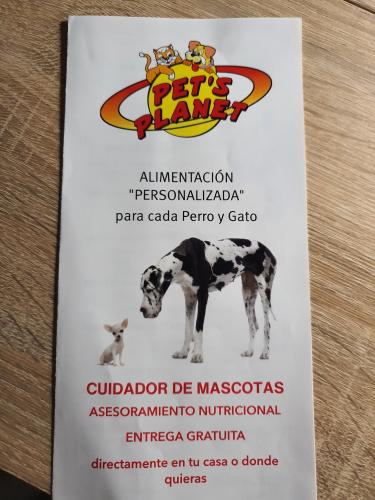 PET'S
PLANET
ALIMENTACIÓN
"PERSONALIZADA"
para cada Perro y Gato
CUIDADOR DE MASCOTAS
ASESORAMIENTO NUTRICIONAL
ENTREGA GRATUITA
directamente en tu casa o donde
quieras